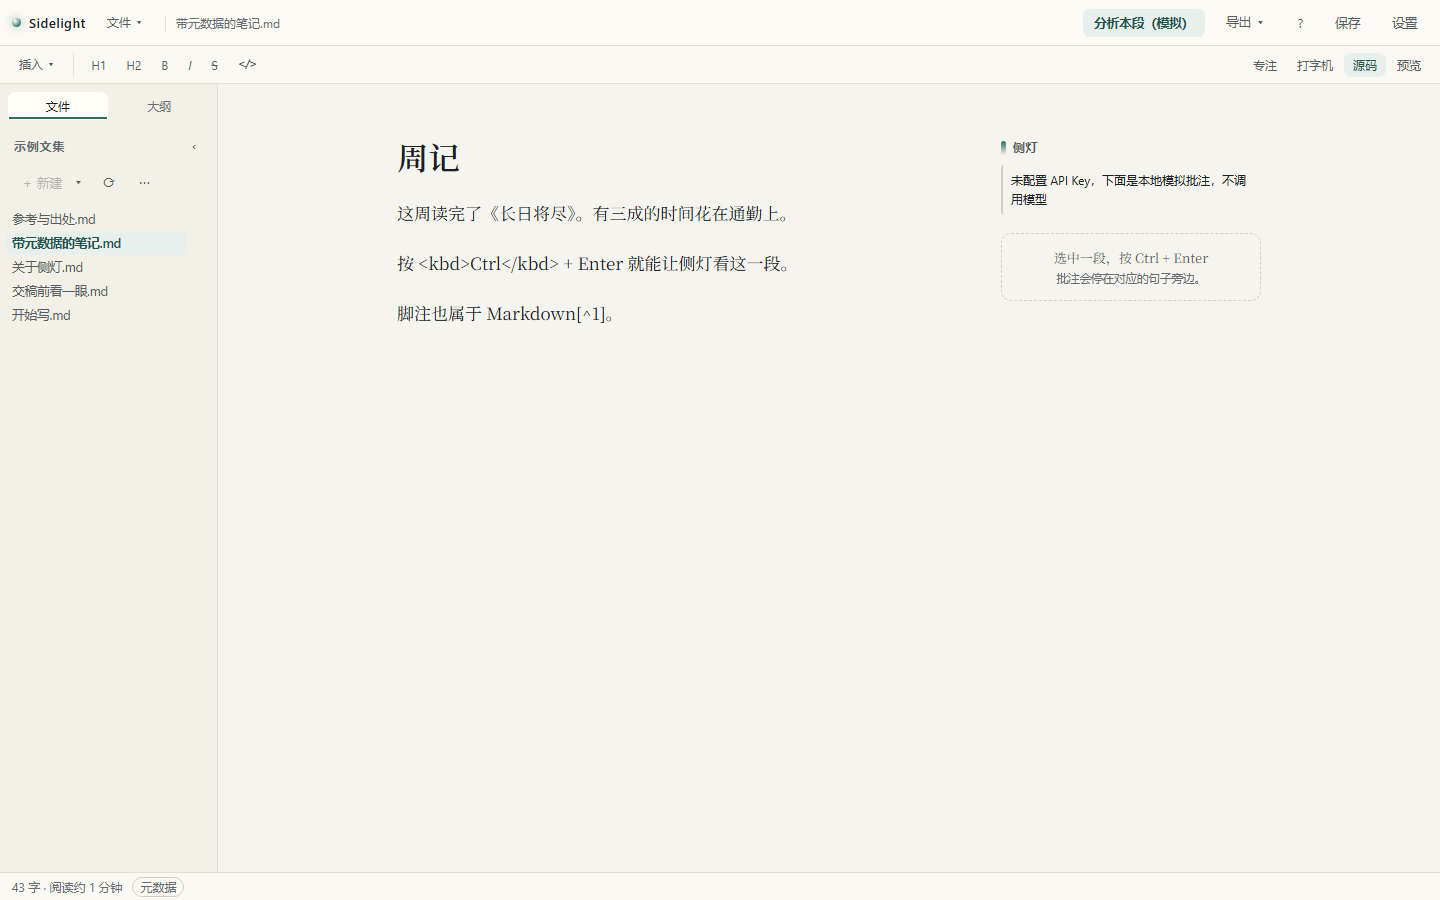 Sidelight 文件 ▾ 带元数据的笔记.md 分析本段（模拟） 导出 ▾ ? 保存 设置
插入 ▾ H1 H2 B I S </> 专注 打字机 源码 预览
文件 大纲
示例文集 ‹
+ 新建 ▾ ⟳ ···
参考与出处.md
带元数据的笔记.md
关于侧灯.md
交稿前看一眼.md
开始写.md
周记
这周读完了《长日将尽》。有三成的时间花在通勤上。
按 <kbd>Ctrl</kbd> + Enter 就能让侧灯看这一段。
脚注也属于 Markdown[^1]。
侧灯
未配置 API Key，下面是本地模拟批注，不调
用模型
选中一段，按 Ctrl + Enter
批注会停在对应的句子旁边。
43 字 · 阅读约 1 分钟 元数据